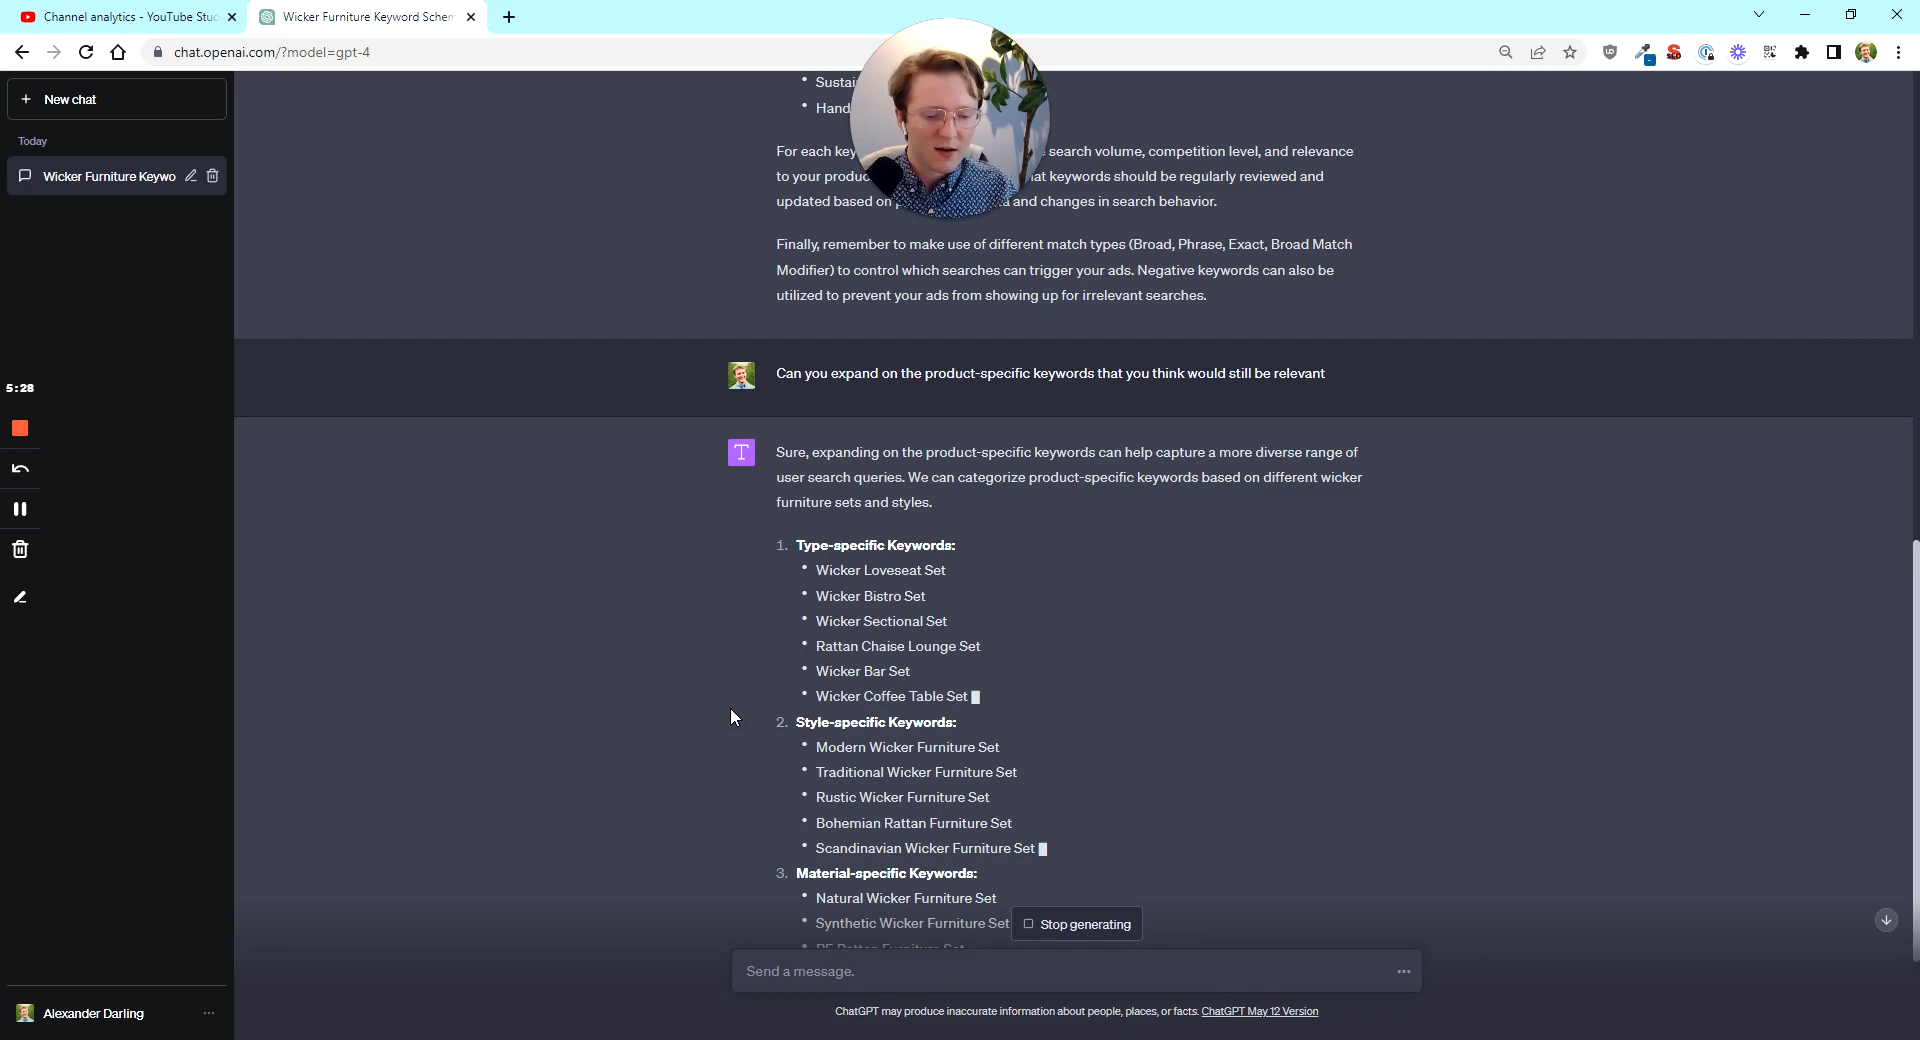 Channel analytics - YouTube Stu
Wicker Furniture Keyword Schem
chat.openai.com/?model=gpt-4
New chat
Today
Wicker Furniture Keywo
5:28
Hand
For each key search volume, competition level, and relevance
to your produc at keywords should be regularly reviewed and
updated based on and changes in search behavior.
Finally, remember to make use of different match types (Broad, Phrase, Exact, Broad Match
Modifier) to control which searches can trigger your ads. Negative keywords can also be
utilized to prevent your ads from showing up for irrelevant searches.
Can you expand on the product-specific keywords that you think would still be relevant
T
Sure, expanding on the product-specific keywords can help capture a more diverse range of
user search queries. We can categorize product-specific keywords based on different wicker
furniture sets and styles.
1. Type-specific Keywords:
• Wicker Loveseat Set
• Wicker Bistro Set
• Wicker Sectional Set
• Rattan Chaise Lounge Set
• Wicker Bar Set
• Wicker Coffee Table Set
2. Style-specific Keywords:
• Modern Wicker Furniture Set
• Traditional Wicker Furniture Set
• Rustic Wicker Furniture Set
• Bohemian Rattan Furniture Set
• Scandinavian Wicker Furniture Set
3. Material-specific Keywords:
• Natural Wicker Furniture Set
• Synthetic Wicker Furniture Set
Stop generating
Send a message.
ChatGPT may produce inaccurate information about people, places, or facts. ChatGPT May 12 Version
Alexander Darling